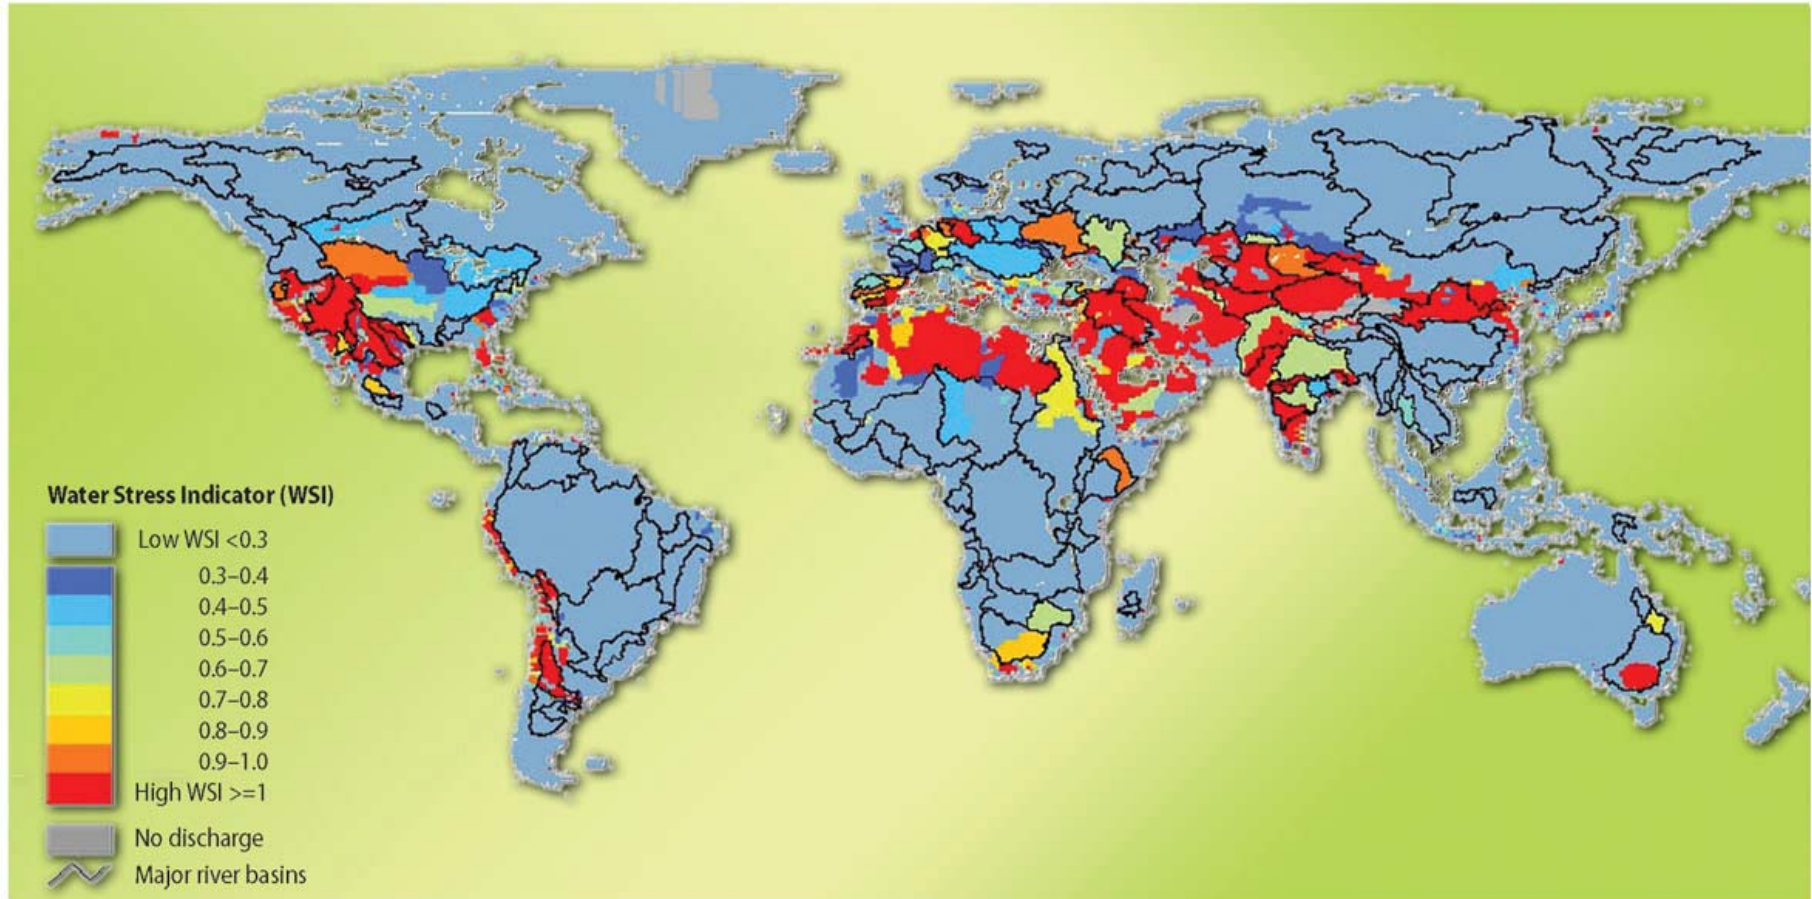 Water Stress Indicator (WSI)
Low WSI <0.3
0.3–0.4
0.4–0.5
0.5–0.6
0.6–0.7
0.7–0.8
0.8–0.9
0.9–1.0
High WSI >=1
No discharge
Major river basins